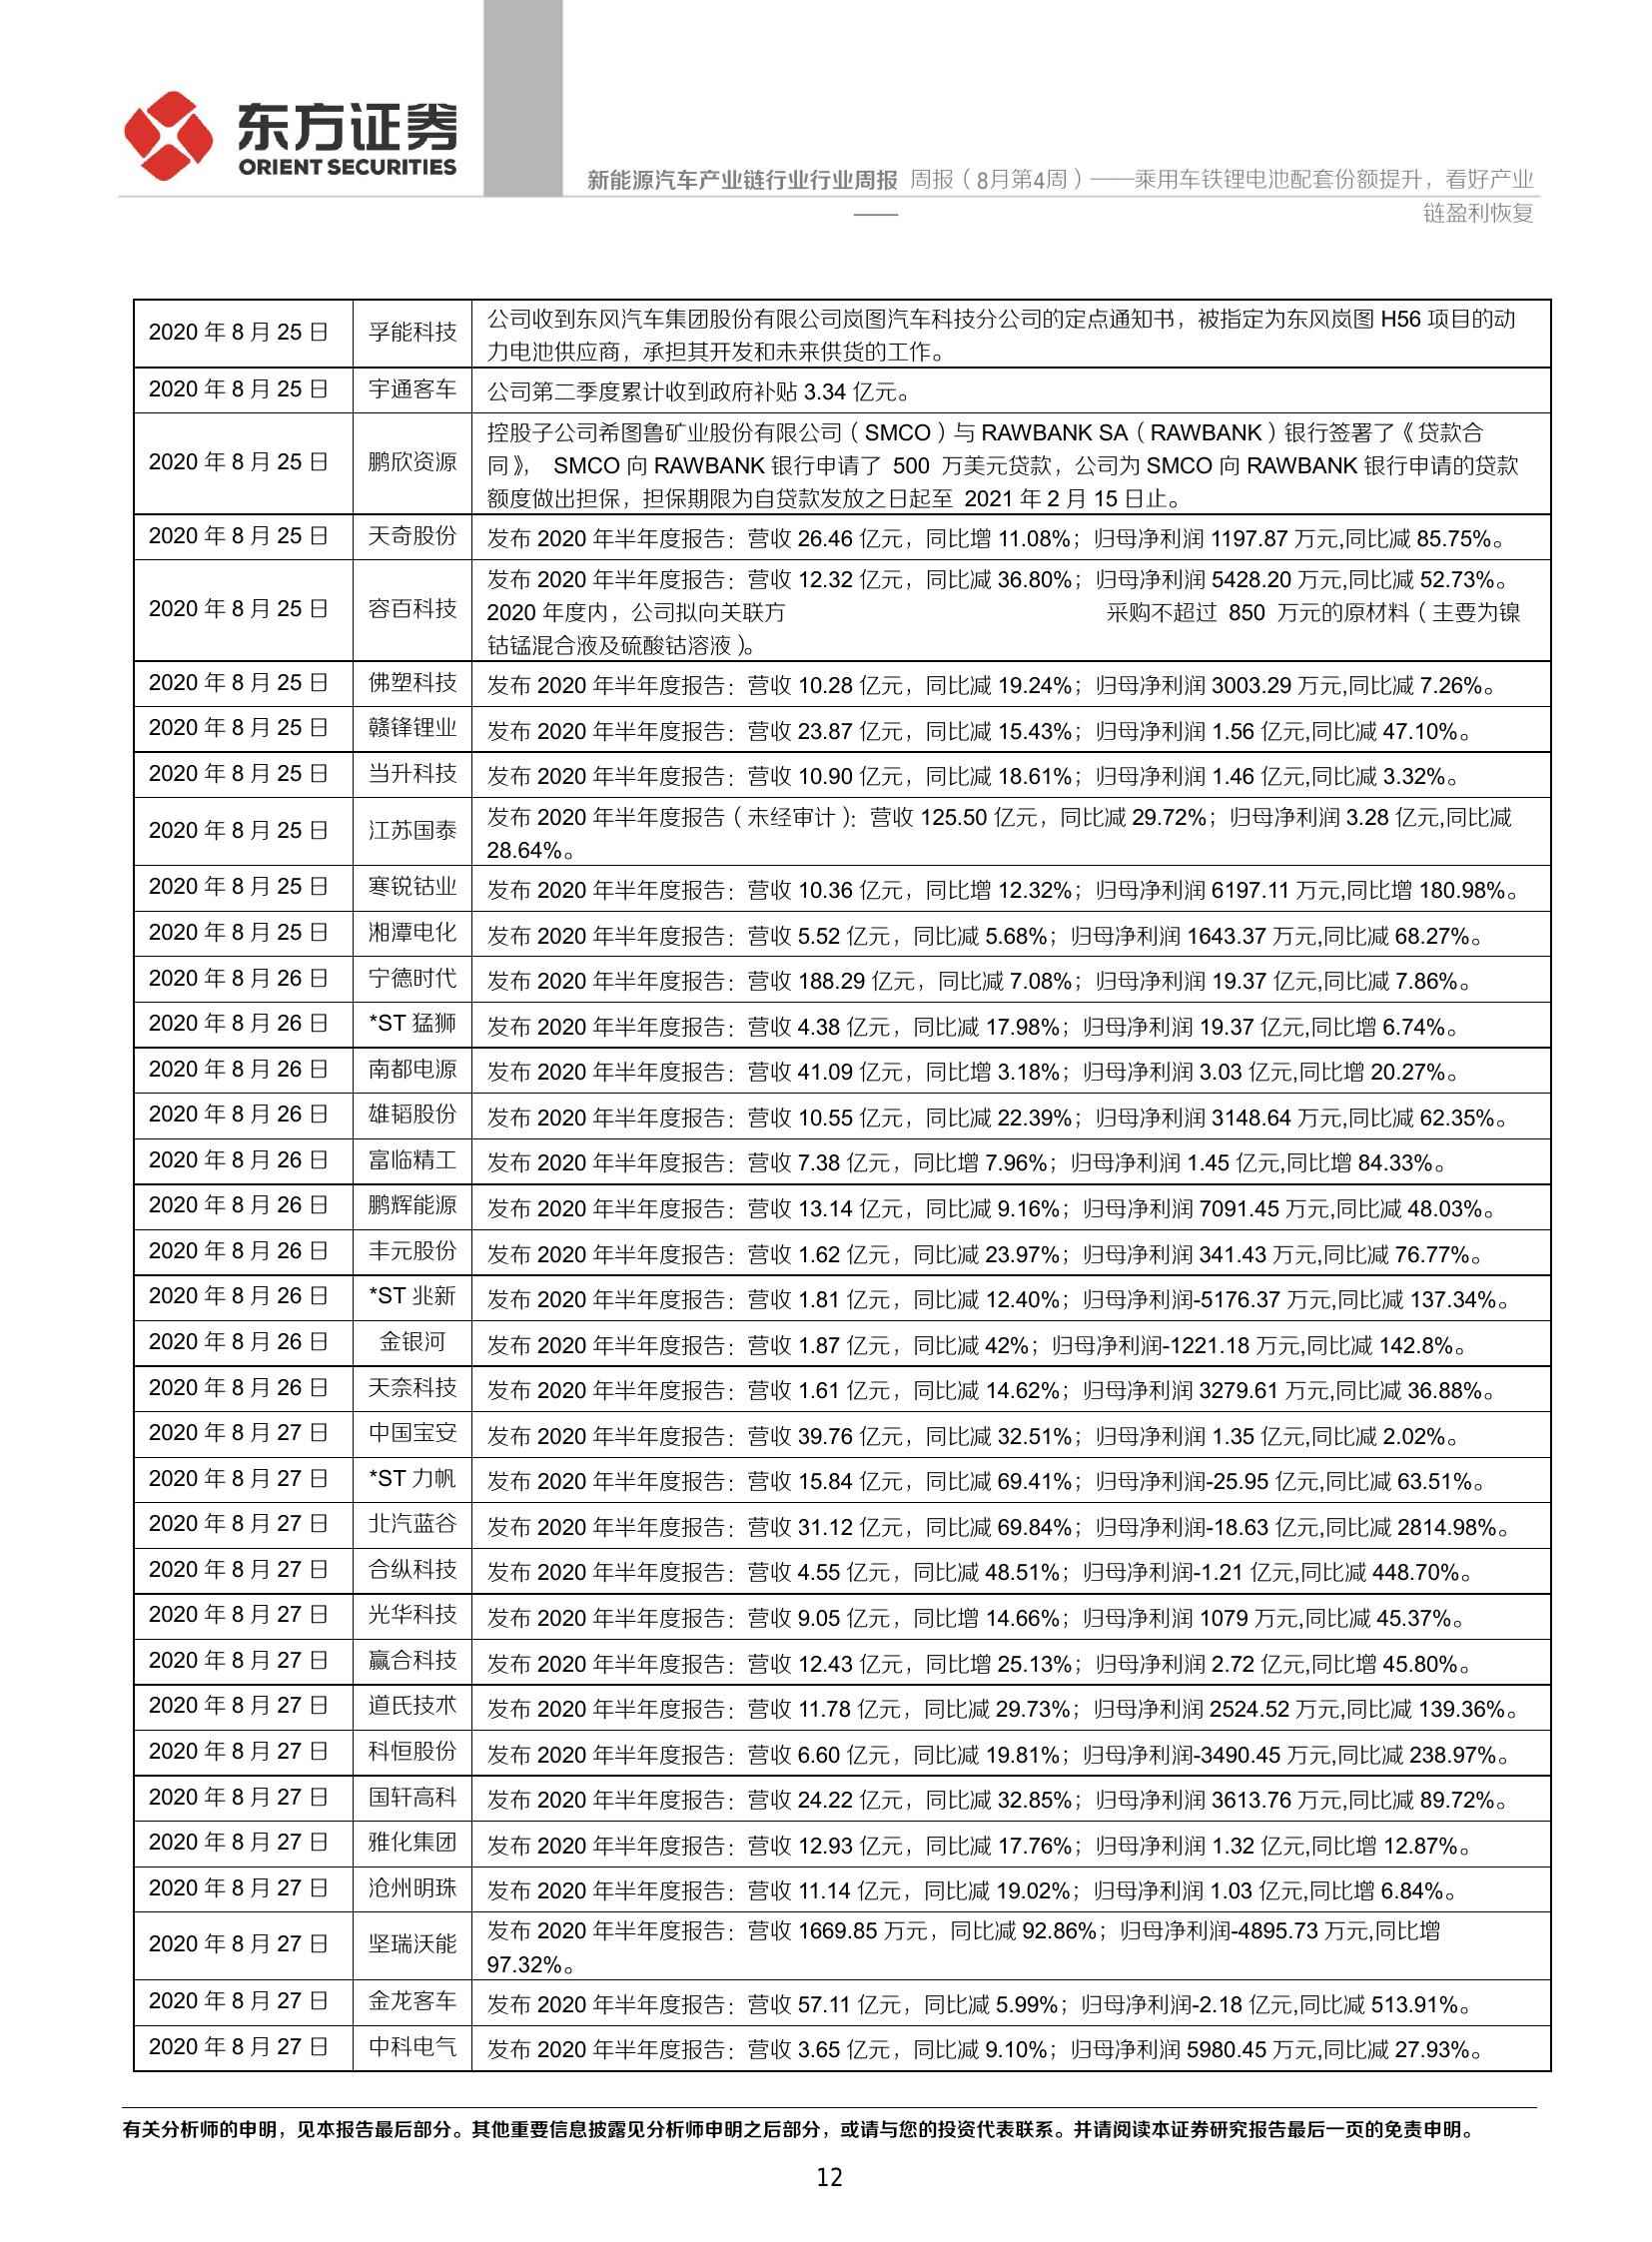 东方证券
ORIENT SECURITIES
新能源汽车产业链行业行业周报 周报（8月第4周）——乘用车铁锂电池配套份额提升，看好产业
——
链盈利恢复
2020 年 8 月 25 日 孚能科技 公司收到东风汽车集团股份有限公司岚图汽车科技分公司的定点通知书，被指定为东风岚图 H56 项目的动
力电池供应商，承担其开发和未来供货的工作。
2020 年 8 月 25 日 宇通客车 公司第二季度累计收到政府补贴 3.34 亿元。
2020 年 8 月 25 日 鹏欣资源 控股子公司希图鲁矿业股份有限公司（SMCO）与 RAWBANK SA（RAWBANK）银行签署了《贷款合
同》， SMCO 向 RAWBANK 银行申请了 500 万美元贷款，公司为 SMCO 向 RAWBANK 银行申请的贷款
额度做出担保，担保期限为自贷款发放之日起至 2021 年 2 月 15 日止。
2020 年 8 月 25 日 天奇股份 发布 2020 年半年度报告：营收 26.46 亿元，同比增 11.08%；归母净利润 1197.87 万元,同比减 85.75%。
2020 年 8 月 25 日 容百科技 发布 2020 年半年度报告：营收 12.32 亿元，同比减 36.80%；归母净利润 5428.20 万元,同比减 52.73%。
2020 年度内，公司拟向关联方 采购不超过 850 万元的原材料（主要为镍
钴锰混合液及硫酸钴溶液）。
2020 年 8 月 25 日 佛塑科技 发布 2020 年半年度报告：营收 10.28 亿元，同比减 19.24%；归母净利润 3003.29 万元,同比减 7.26%。
2020 年 8 月 25 日 赣锋锂业 发布 2020 年半年度报告：营收 23.87 亿元，同比减 15.43%；归母净利润 1.56 亿元,同比减 47.10%。
2020 年 8 月 25 日 当升科技 发布 2020 年半年度报告：营收 10.90 亿元，同比减 18.61%；归母净利润 1.46 亿元,同比减 3.32%。
2020 年 8 月 25 日 江苏国泰 发布 2020 年半年度报告（未经审计）：营收 125.50 亿元，同比减 29.72%；归母净利润 3.28 亿元,同比减
28.64%。
2020 年 8 月 25 日 寒锐钴业 发布 2020 年半年度报告：营收 10.36 亿元，同比增 12.32%；归母净利润 6197.11 万元,同比增 180.98%。
2020 年 8 月 25 日 湘潭电化 发布 2020 年半年度报告：营收 5.52 亿元，同比减 5.68%；归母净利润 1643.37 万元,同比减 68.27%。
2020 年 8 月 26 日 宁德时代 发布 2020 年半年度报告：营收 188.29 亿元，同比减 7.08%；归母净利润 19.37 亿元,同比减 7.86%。
2020 年 8 月 26 日 *ST 猛狮 发布 2020 年半年度报告：营收 4.38 亿元，同比减 17.98%；归母净利润 19.37 亿元,同比增 6.74%。
2020 年 8 月 26 日 南都电源 发布 2020 年半年度报告：营收 41.09 亿元，同比增 3.18%；归母净利润 3.03 亿元,同比增 20.27%。
2020 年 8 月 26 日 雄韬股份 发布 2020 年半年度报告：营收 10.55 亿元，同比减 22.39%；归母净利润 3148.64 万元,同比减 62.35%。
2020 年 8 月 26 日 富临精工 发布 2020 年半年度报告：营收 7.38 亿元，同比增 7.96%；归母净利润 1.45 亿元,同比增 84.33%。
2020 年 8 月 26 日 鹏辉能源 发布 2020 年半年度报告：营收 13.14 亿元，同比减 9.16%；归母净利润 7091.45 万元,同比减 48.03%。
2020 年 8 月 26 日 丰元股份 发布 2020 年半年度报告：营收 1.62 亿元，同比减 23.97%；归母净利润 341.43 万元,同比减 76.77%。
2020 年 8 月 26 日 *ST 兆新 发布 2020 年半年度报告：营收 1.81 亿元，同比减 12.40%；归母净利润-5176.37 万元,同比减 137.34%。
2020 年 8 月 26 日 金银河 发布 2020 年半年度报告：营收 1.87 亿元，同比减 42%；归母净利润-1221.18 万元,同比减 142.8%。
2020 年 8 月 26 日 天奈科技 发布 2020 年半年度报告：营收 1.61 亿元，同比减 14.62%；归母净利润 3279.61 万元,同比减 36.88%。
2020 年 8 月 27 日 中国宝安 发布 2020 年半年度报告：营收 39.76 亿元，同比减 32.51%；归母净利润 1.35 亿元,同比减 2.02%。
2020 年 8 月 27 日 *ST 力帆 发布 2020 年半年度报告：营收 15.84 亿元，同比减 69.41%；归母净利润-25.95 亿元,同比减 63.51%。
2020 年 8 月 27 日 北汽蓝谷 发布 2020 年半年度报告：营收 31.12 亿元，同比减 69.84%；归母净利润-18.63 亿元,同比减 2814.98%。
2020 年 8 月 27 日 合纵科技 发布 2020 年半年度报告：营收 4.55 亿元，同比减 48.51%；归母净利润-1.21 亿元,同比减 448.70%。
2020 年 8 月 27 日 光华科技 发布 2020 年半年度报告：营收 9.05 亿元，同比增 14.66%；归母净利润 1079 万元,同比减 45.37%。
2020 年 8 月 27 日 赢合科技 发布 2020 年半年度报告：营收 12.43 亿元，同比增 25.13%；归母净利润 2.72 亿元,同比增 45.80%。
2020 年 8 月 27 日 道氏技术 发布 2020 年半年度报告：营收 11.78 亿元，同比减 29.73%；归母净利润 2524.52 万元,同比减 139.36%。
2020 年 8 月 27 日 科恒股份 发布 2020 年半年度报告：营收 6.60 亿元，同比减 19.81%；归母净利润-3490.45 万元,同比减 238.97%。
2020 年 8 月 27 日 国轩高科 发布 2020 年半年度报告：营收 24.22 亿元，同比减 32.85%；归母净利润 3613.76 万元,同比减 89.72%。
2020 年 8 月 27 日 雅化集团 发布 2020 年半年度报告：营收 12.93 亿元，同比减 17.76%；归母净利润 1.32 亿元,同比增 12.87%。
2020 年 8 月 27 日 沧州明珠 发布 2020 年半年度报告：营收 11.14 亿元，同比减 19.02%；归母净利润 1.03 亿元,同比增 6.84%。
2020 年 8 月 27 日 坚瑞沃能 发布 2020 年半年度报告：营收 1669.85 万元，同比减 92.86%；归母净利润-4895.73 万元,同比增
97.32%。
2020 年 8 月 27 日 金龙客车 发布 2020 年半年度报告：营收 57.11 亿元，同比减 5.99%；归母净利润-2.18 亿元,同比减 513.91%。
2020 年 8 月 27 日 中科电气 发布 2020 年半年度报告：营收 3.65 亿元，同比减 9.10%；归母净利润 5980.45 万元,同比减 27.93%。
有关分析师的申明，见本报告最后部分。其他重要信息披露见分析师申明之后部分，或请与您的投资代表联系。并请阅读本证券研究报告最后一页的免责申明。
12